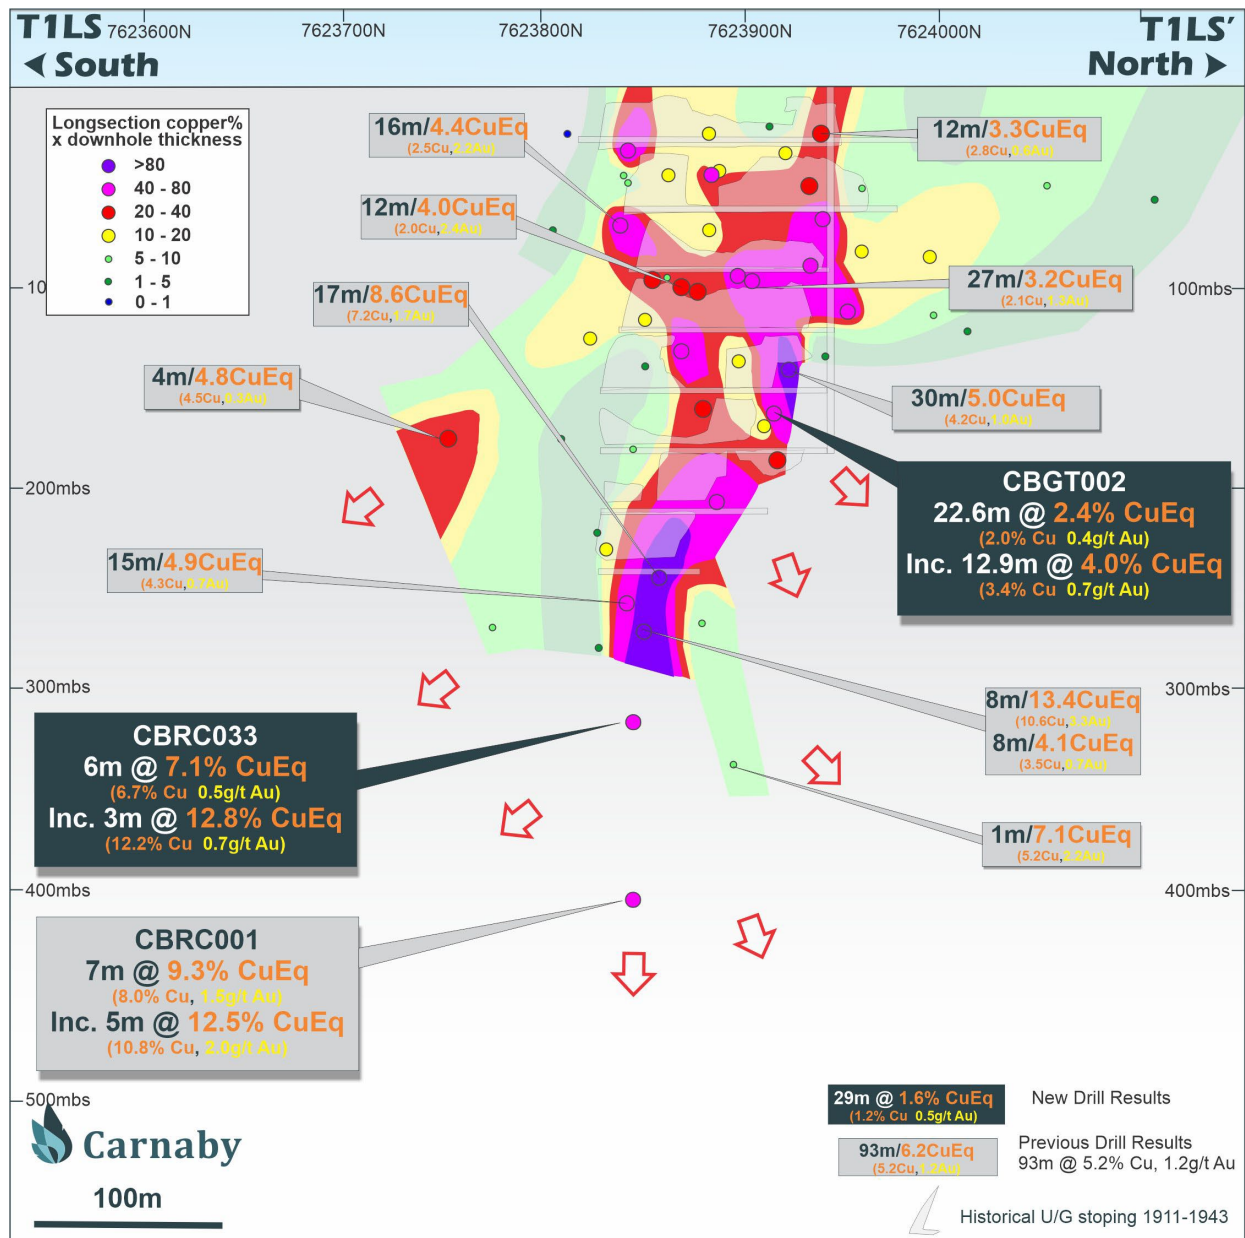 T1LS
South
7623600N
7623700N
7623800N
7623900N
7624000N
T1LS'
North
Longsection copper%
x downhole thickness
>80
40 - 80
20 - 40
10 - 20
5 - 10
1 - 5
0 - 1
16m/4.4CuEq
(2.5Cu,2.2Au)
12m/3.3CuEq
(2.8Cu,0.6Au)
12m/4.0CuEq
(2.0Cu,2.4Au)
10
100mbs
17m/8.6CuEq
(7.2Cu,1.7Au)
27m/3.2CuEq
(2.1Cu,1.3Au)
4m/4.8CuEq
(4.5Cu,0.3Au)
30m/5.0CuEq
(4.2Cu,1.0Au)
CBGT002
22.6m @ 2.4% CuEq
(2.0% Cu 0.4g/t Au)
Inc. 12.9m @ 4.0% CuEq
(3.4% Cu 0.7g/t Au)
200mbs
15m/4.9CuEq
(4.3Cu,0.7Au)
300mbs
300mbs
8m/13.4CuEq
(10.6Cu,3.3Au)
8m/4.1CuEq
(3.5Cu,0.7Au)
CBRC033
6m @ 7.1% CuEq
(6.7% Cu 0.5g/t Au)
Inc. 3m @ 12.8% CuEq
(12.2% Cu 0.7g/t Au)
1m/7.1CuEq
(5.2Cu,2.2Au)
400mbs
400mbs
CBRC001
7m @ 9.3% CuEq
(8.0% Cu, 1.5g/t Au)
Inc. 5m @ 12.5% CuEq
(10.8% Cu, 2.0g/t Au)
500mbs
Carnaby
100m
29m @ 1.6% CuEq
(1.2% Cu 0.5g/t Au)
New Drill Results
93m/6.2CuEq
(5.2Cu,1.2Au)
Previous Drill Results
93m @ 5.2% Cu, 1.2g/t Au
Historical U/G stoping 1911-1943